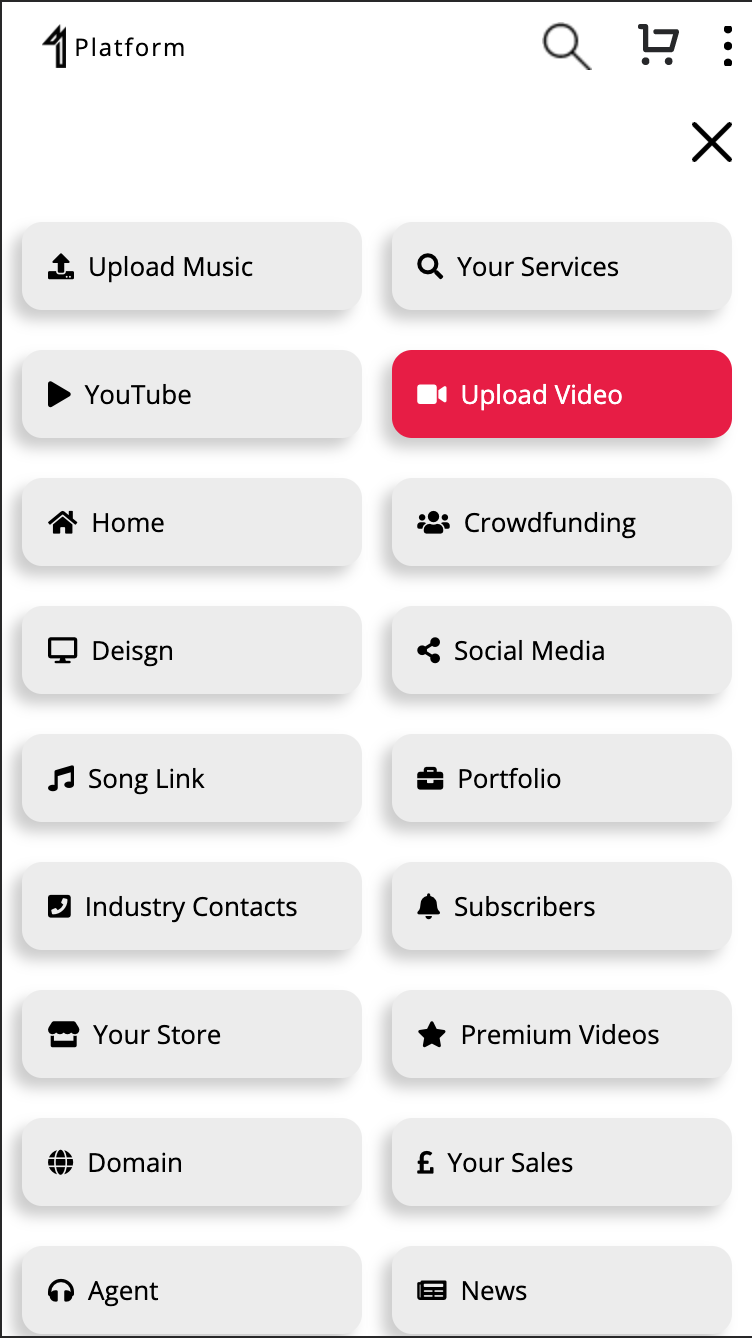 Platform
Upload Music
Your Services
YouTube
Upload Video
Home
Crowdfunding
Deisgn
Social Media
Song Link
Portfolio
Industry Contacts
Subscribers
Your Store
Premium Videos
Domain
£ Your Sales
Agent
News